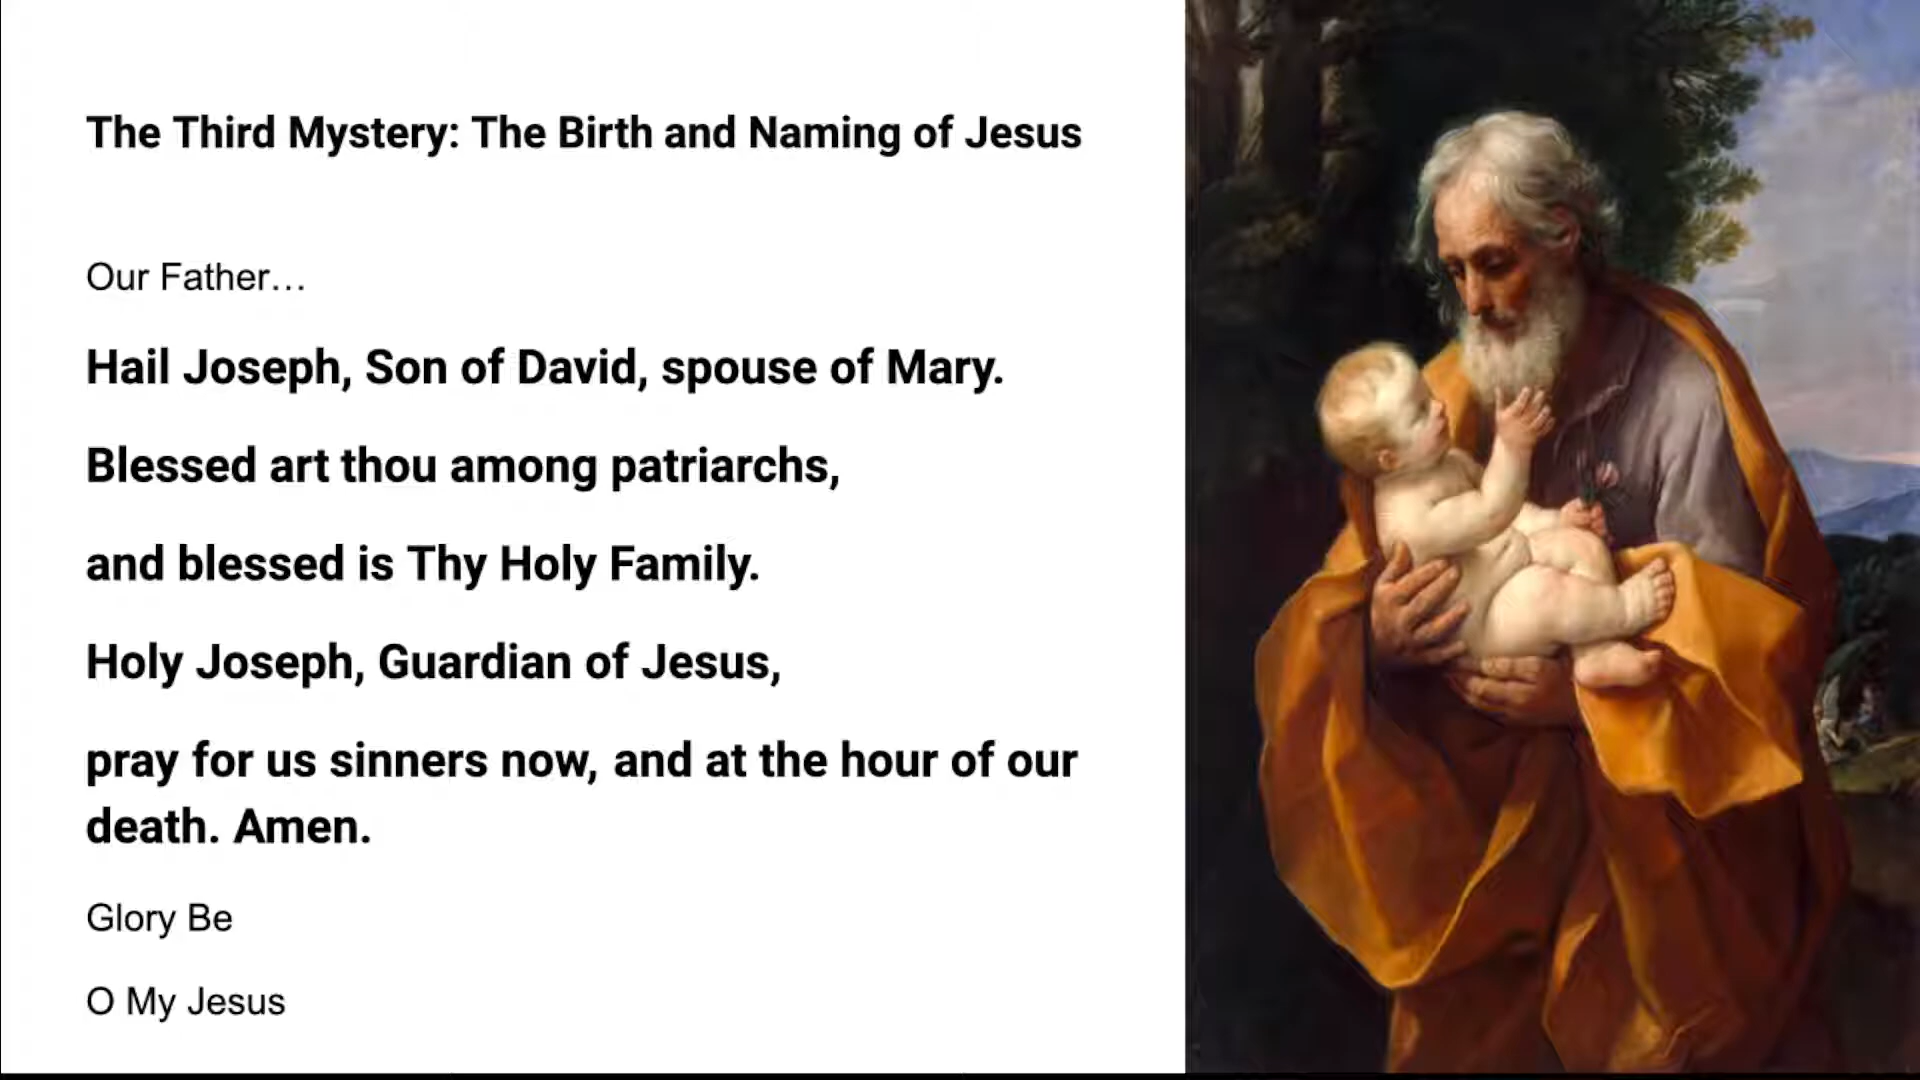 The Third Mystery: The Birth and Naming of Jesus
Our Father…
Hail Joseph, Son of David, spouse of Mary.
Blessed art thou among patriarchs,
and blessed is Thy Holy Family.
Holy Joseph, Guardian of Jesus,
pray for us sinners now, and at the hour of our
death. Amen.
Glory Be
O My Jesus